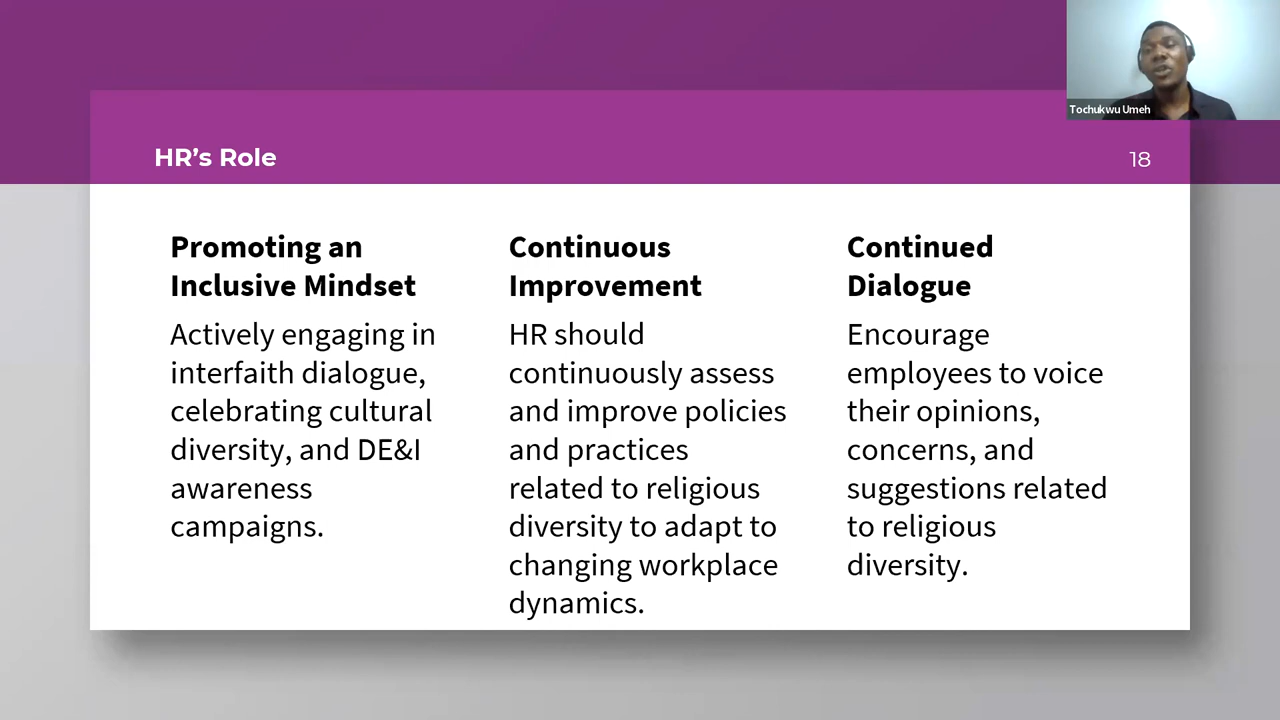 Tochukwu Umeh
HR’s Role
18
Promoting an
Inclusive Mindset
Actively engaging in
interfaith dialogue,
celebrating cultural
diversity, and DE&I
awareness
campaigns.
Continuous
Improvement
HR should
continuously assess
and improve policies
and practices
related to religious
diversity to adapt to
changing workplace
dynamics.
Continued
Dialogue
Encourage
employees to voice
their opinions,
concerns, and
suggestions related
to religious
diversity.